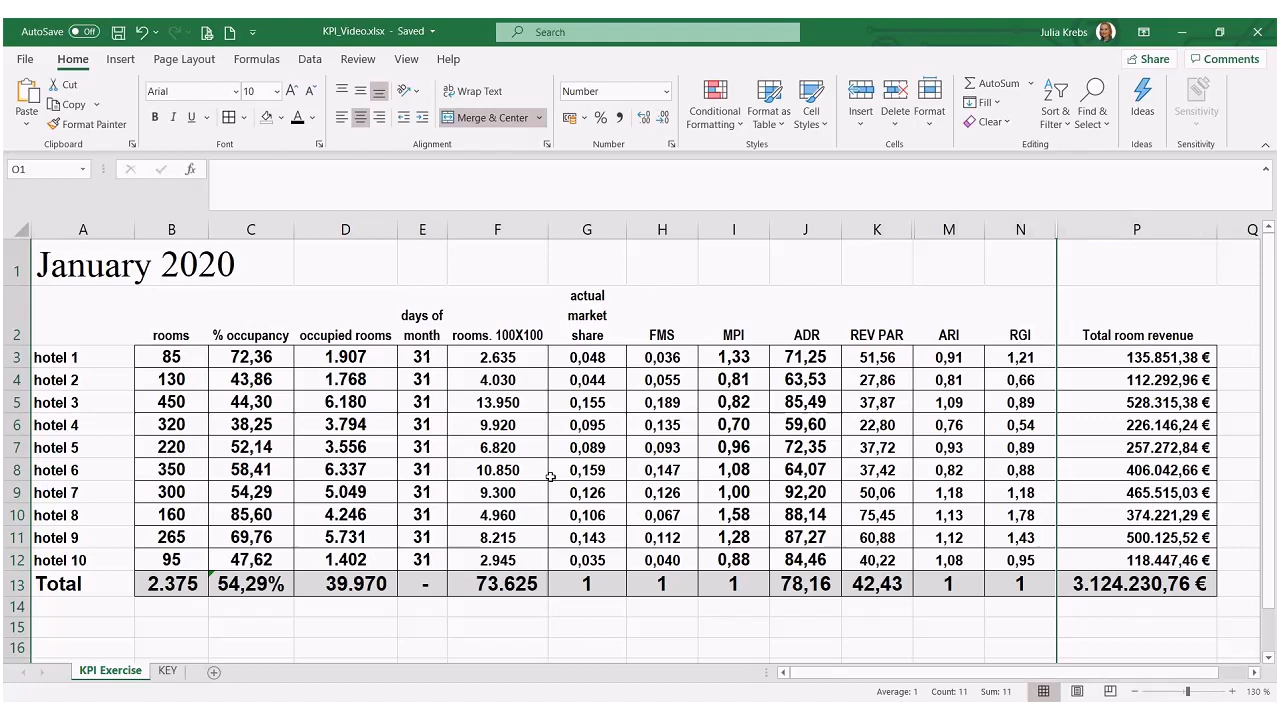 AutoSave Off KPI_Video.xlsx - Saved Search Julia Krebs
File Home Insert Page Layout Formulas Data Review View Help Share Comments
Paste Cut Copy Format Painter Clipboard
Arial 10 B I U A Font
Wrap Text Merge & Center Alignment
Number % Number
Conditional Formatting Format as Table Cell Styles Styles
Insert Delete Format Cells
AutoSum Fill Clear Sort & Filter Find & Select Editing
Ideas Ideas
Sensitivity Sensitivity
O1 fx
A B C D E F G H I J K M N P Q
1 January 2020
2 rooms % occupancy occupied rooms days of month rooms. 100X100 actual market share FMS MPI ADR REV PAR ARI RGI Total room revenue
3 hotel 1 85 72,36 1.907 31 2.635 0,048 0,036 1,33 71,25 51,56 0,91 1,21 135.851,38 €
4 hotel 2 130 43,86 1.768 31 4.030 0,044 0,055 0,81 63,53 27,86 0,81 0,66 112.292,96 €
5 hotel 3 450 44,30 6.180 31 13.950 0,155 0,189 0,82 85,49 37,87 1,09 0,89 528.315,38 €
6 hotel 4 320 38,25 3.794 31 9.920 0,095 0,135 0,70 59,60 22,80 0,76 0,54 226.146,24 €
7 hotel 5 220 52,14 3.556 31 6.820 0,089 0,093 0,96 72,35 37,72 0,93 0,89 257.272,84 €
8 hotel 6 350 58,41 6.337 31 10.850 0,159 0,147 1,08 64,07 37,42 0,82 0,88 406.042,66 €
9 hotel 7 300 54,29 5.049 31 9.300 0,126 0,126 1,00 92,20 50,06 1,18 1,18 465.515,03 €
10 hotel 8 160 85,60 4.246 31 4.960 0,106 0,067 1,58 88,14 75,45 1,13 1,78 374.221,29 €
11 hotel 9 265 69,76 5.731 31 8.215 0,143 0,112 1,28 87,27 60,88 1,12 1,43 500.125,52 €
12 hotel 10 95 47,62 1.402 31 2.945 0,035 0,040 0,88 84,46 40,22 1,08 0,95 118.447,46 €
13 Total 2.375 54,29% 39.970 - 73.625 1 1 1 78,16 42,43 1 1 3.124.230,76 €
14
15
16
KPI Exercise KEY
Average: 1 Count: 11 Sum: 11 130 %